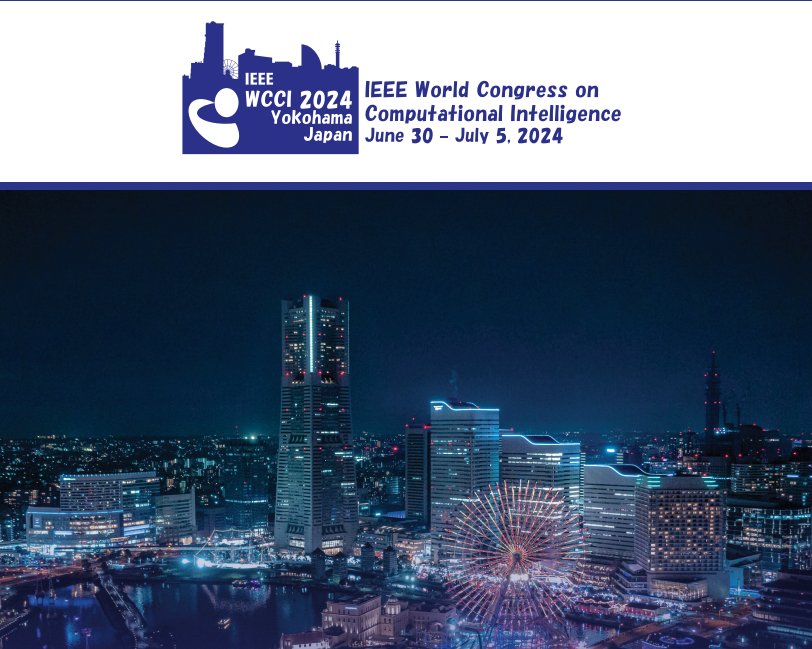 IEEE
WCCI 2024
Yokohama
Japan
IEEE World Congress on
Computational Intelligence
June 30 – July 5, 2024